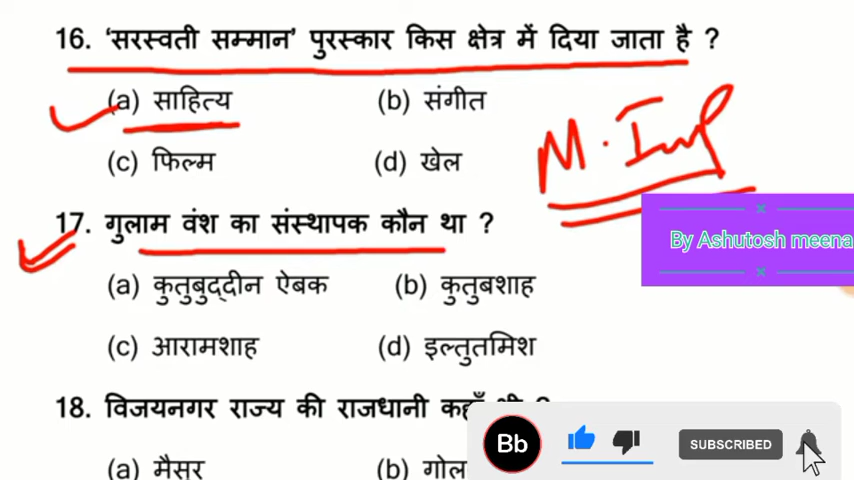 16. ‘सरस्वती सम्मान’ पुरस्कार किस क्षेत्र में दिया जाता है ?
(a) साहित्य (b) संगीत
M. Imp
(c) फिल्म (d) खेल
17. गुलाम वंश का संस्थापक कौन था ?
By Ashutosh meena
(a) कुतुबुद्दीन ऐबक (b) कुतुबशाह
(c) आरामशाह (d) इल्तुतमिश
18. विजयनगर राज्य की राजधानी कहाँ थी ?
Bb SUBSCRIBED
(a) मैसूर (b) गोल